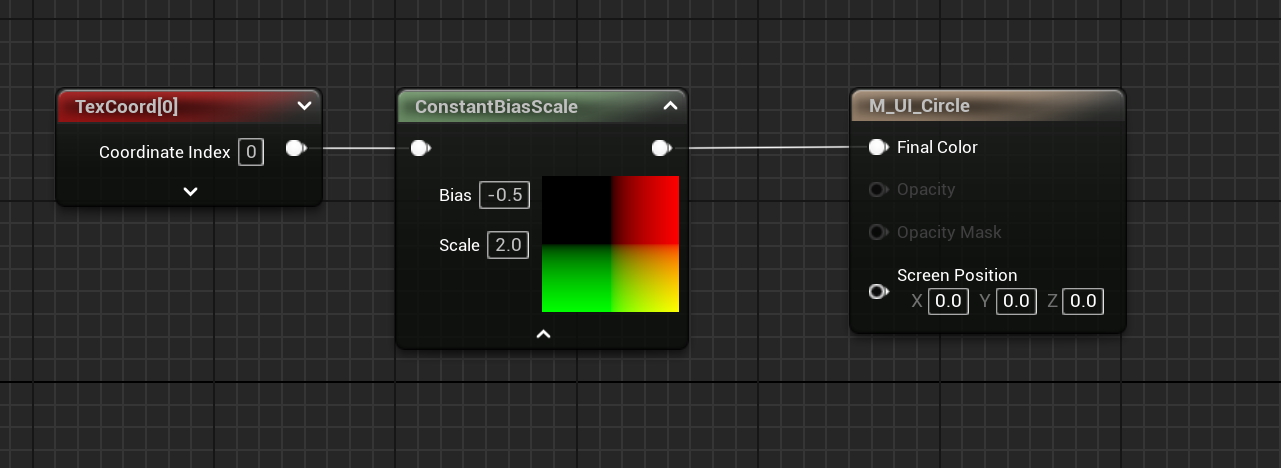 TexCoord[0]
Coordinate Index 0
ConstantBiasScale
Bias -0.5
Scale 2.0
M_UI_Circle
Final Color
Opacity
Opacity Mask
Screen Position
X 0.0 Y 0.0 Z 0.0